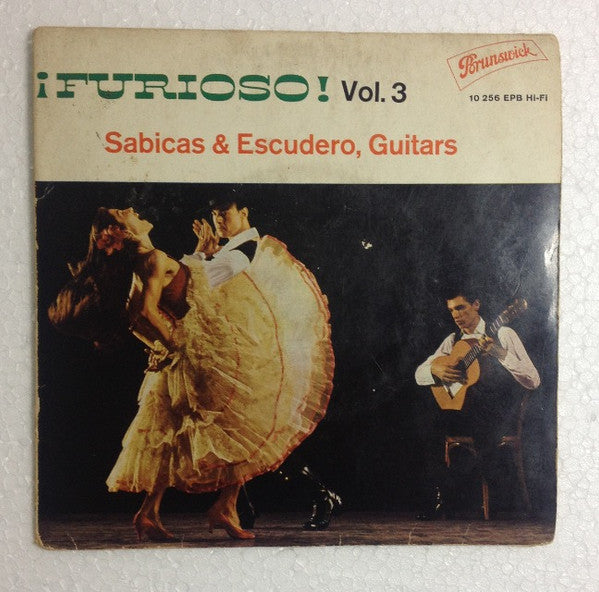 Brunswick
¡FURIOSO! Vol. 3
10 256 EPB Hi-Fi
Sabicas & Escudero, Guitars